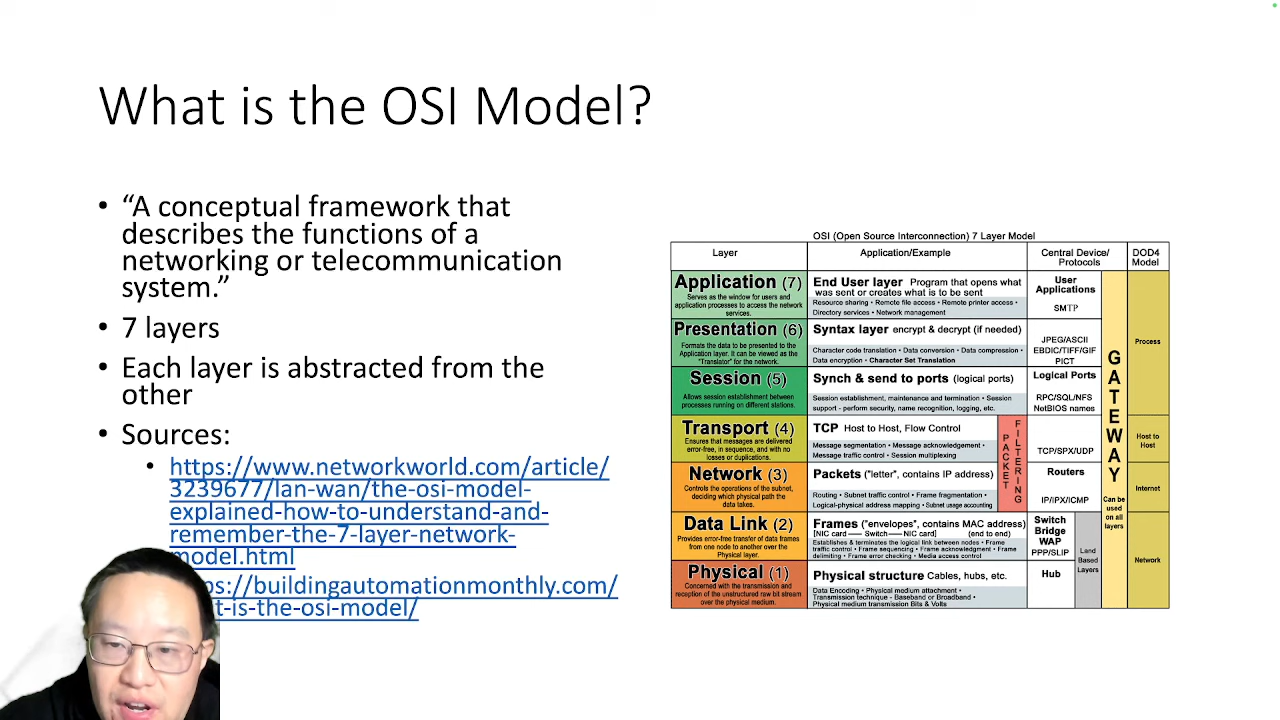 What is the OSI Model?
• “A conceptual framework that
describes the functions of a
networking or telecommunication
system.”
• 7 layers
• Each layer is abstracted from the
other
• Sources:
• https://www.networkworld.com/article/
3239677/lan-wan/the-osi-model-
explained-how-to-understand-and-
remember-the-7-layer-network-
model.html
ps://buildingautomationmonthly.com/
t-is-the-osi-model/
OSI (Open Source Interconnection) 7 Layer Model
Layer
Application/Example
Central Device/
Protocols
DOD4
Model
Application (7)
Serves as the window for users and
application processes to access the network
services.
End User layer Program that opens what
was sent or creates what is to be sent
Resource sharing • Remote file access • Remote printer access •
Directory services • Network management
User
Applications
SMTP
Presentation (6)
Formats the data to be presented to the
Application layer. It can be viewed as the
"Translator" for the network.
Syntax layer encrypt & decrypt (if needed)
Character code translation • Data conversion • Data compression •
Data encryption • Character Set Translation
JPEG/ASCII
EBDIC/TIFF/GIF
PICT
Process
Session (5)
Allows session establishment between
processes running on different stations.
Synch & send to ports (logical ports)
Session establishment, maintenance and termination • Session
support - perform security, name recognition, logging, etc.
Logical Ports
RPC/SQL/NFS
NetBIOS names
Transport (4)
Ensures that messages are delivered
error-free, in sequence, and with no
losses or duplications.
TCP Host to Host, Flow Control
Message segmentation • Message acknowledgement •
Message traffic control • Session multiplexing
PACKET
FILTERING
TCP/SPX/UDP
Host to
Host
Network (3)
Controls the operations of the subnet,
deciding which physical path the
data takes.
Packets ("letter", contains IP address)
Routing • Subnet traffic control • Frame fragmentation •
Logical-physical address mapping • Subnet usage accounting
Routers
IP/IPX/ICMP
Internet
Data Link (2)
Provides error-free transfer of data frames
from one node to another over the
Physical layer.
Frames ("envelopes", contains MAC address)
[NIC card — Switch — NIC card] (end to end)
Establishes & terminates the logical link between nodes • Frame
traffic control • Frame sequencing • Frame acknowledgment • Frame
delimiting • Frame error checking • Media access control
Switch
Bridge
WAP
PPP/SLIP
Land
Based
Layers
Network
Physical (1)
Concerned with the transmission and
reception of the unstructured raw bit stream
over the physical medium.
Physical structure Cables, hubs, etc.
Data Encoding • Physical medium attachment •
Transmission technique - Baseband or Broadband •
Physical medium transmission Bits & Volts
Hub
GATEWAY
Can be
used
on all
layers